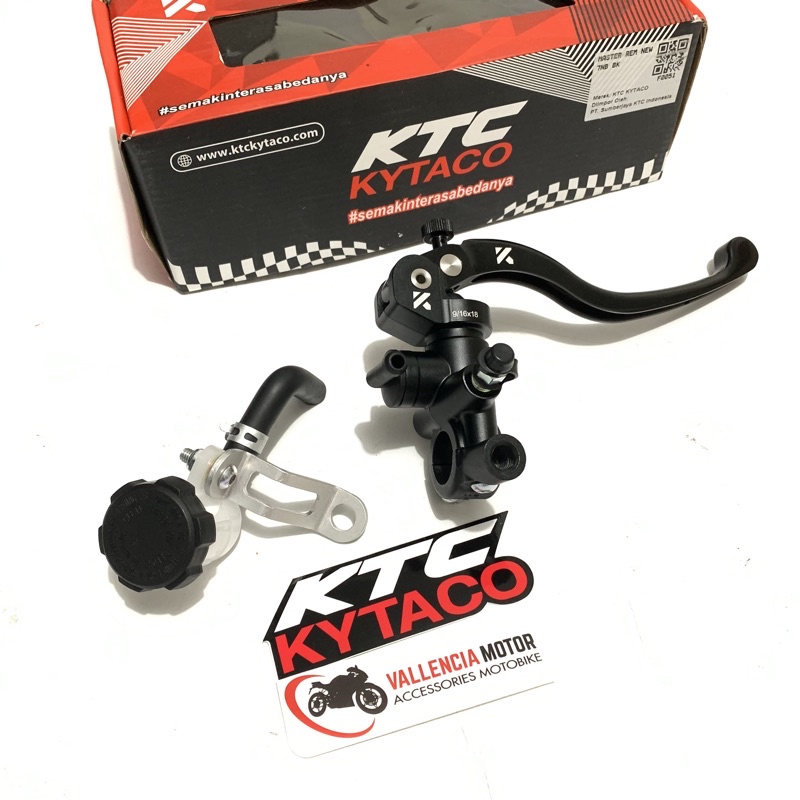 #semakinterasabedanya
www.ktckytaco.com
KTC
KYTACO
#semakinterasabedanya
MASTER REM NEW
TNB BK
F0051
Merek: KTC KYTACO
Diimpor Oleh:
PT. Sumberjaya KTC Indonesia
9/16x18
KTC
KYTACO
VALLENCIA MOTOR
ACCESSORIES MOTOBIKE